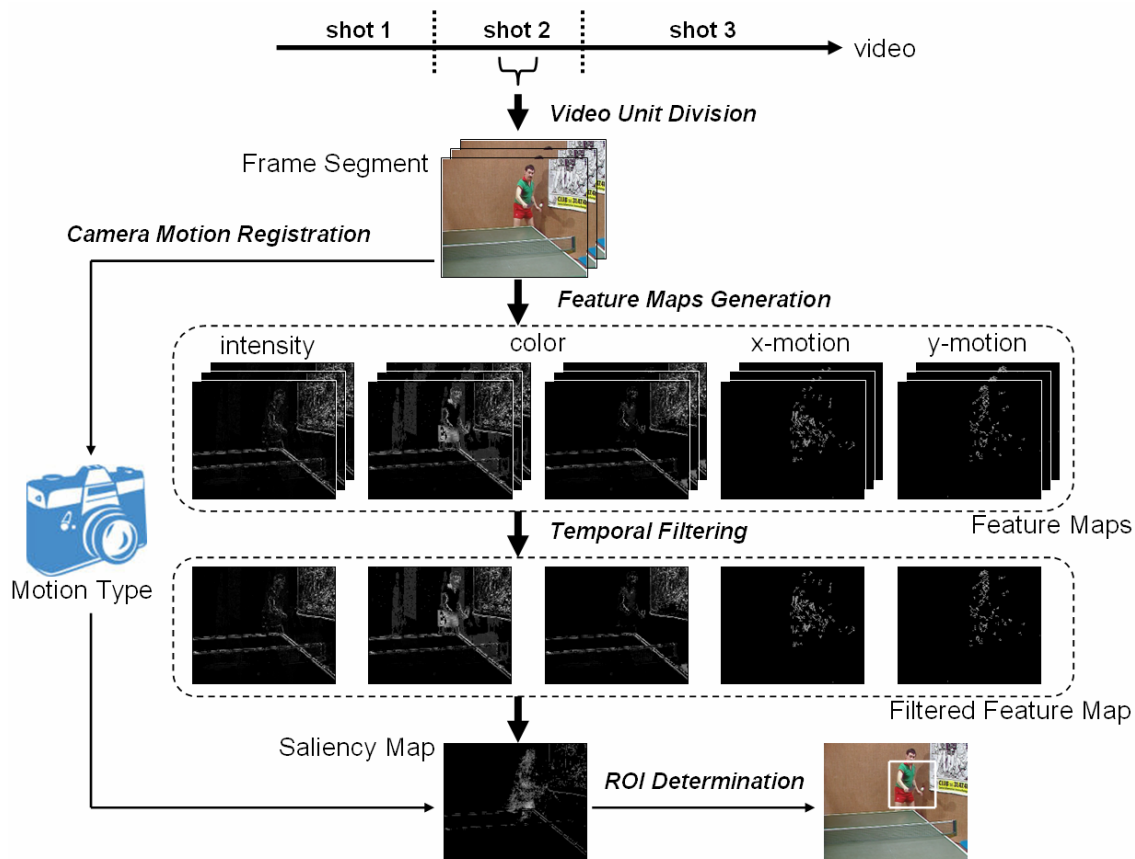 shot 1
shot 2
shot 3
video
Video Unit Division
Frame Segment
Camera Motion Registration
Feature Maps Generation
intensity
color
x-motion
y-motion
Feature Maps
Temporal Filtering
Motion Type
Filtered Feature Map
Saliency Map
ROI Determination